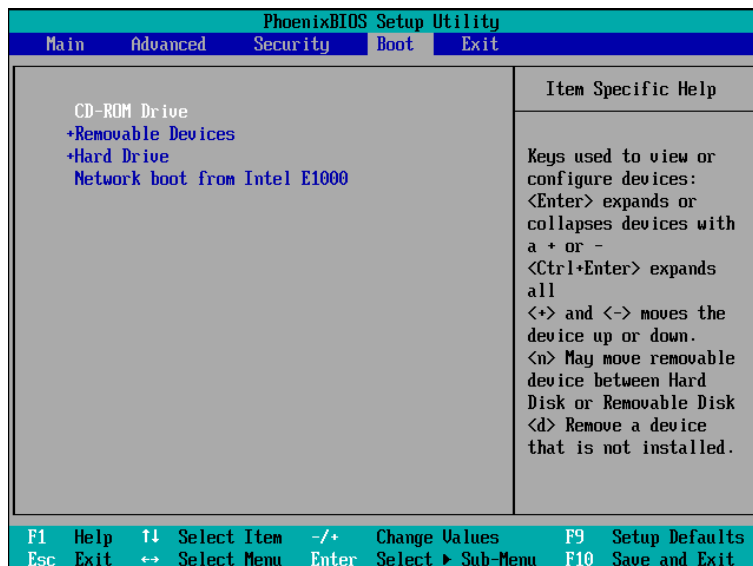 PhoenixBIOS Setup Utility
Main Advanced Security Boot Exit
CD-ROM Drive
+Removable Devices
+Hard Drive
Network boot from Intel E1000
Item Specific Help
Keys used to view or
configure devices:
<Enter> expands or
collapses devices with
a + or -
<Ctrl+Enter> expands
all
<+> and <-> moves the
device up or down.
<n> May move removable
device between Hard
Disk or Removable Disk
<d> Remove a device
that is not installed.
F1 Help ↑↓ Select Item -/+ Change Values F9 Setup Defaults
Esc Exit ↔ Select Menu Enter Select ▶ Sub-Menu F10 Save and Exit